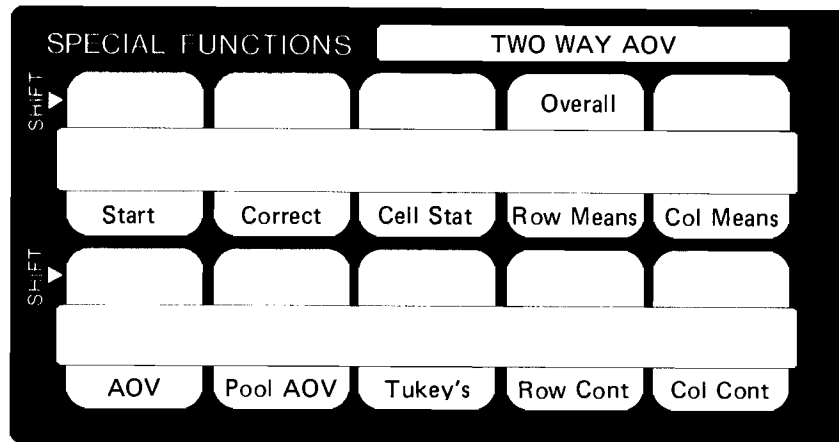 SPECIAL FUNCTIONS TWO WAY AOV
SHIFT Overall
Start Correct Cell Stat Row Means Col Means
SHIFT
AOV Pool AOV Tukey's Row Cont Col Cont